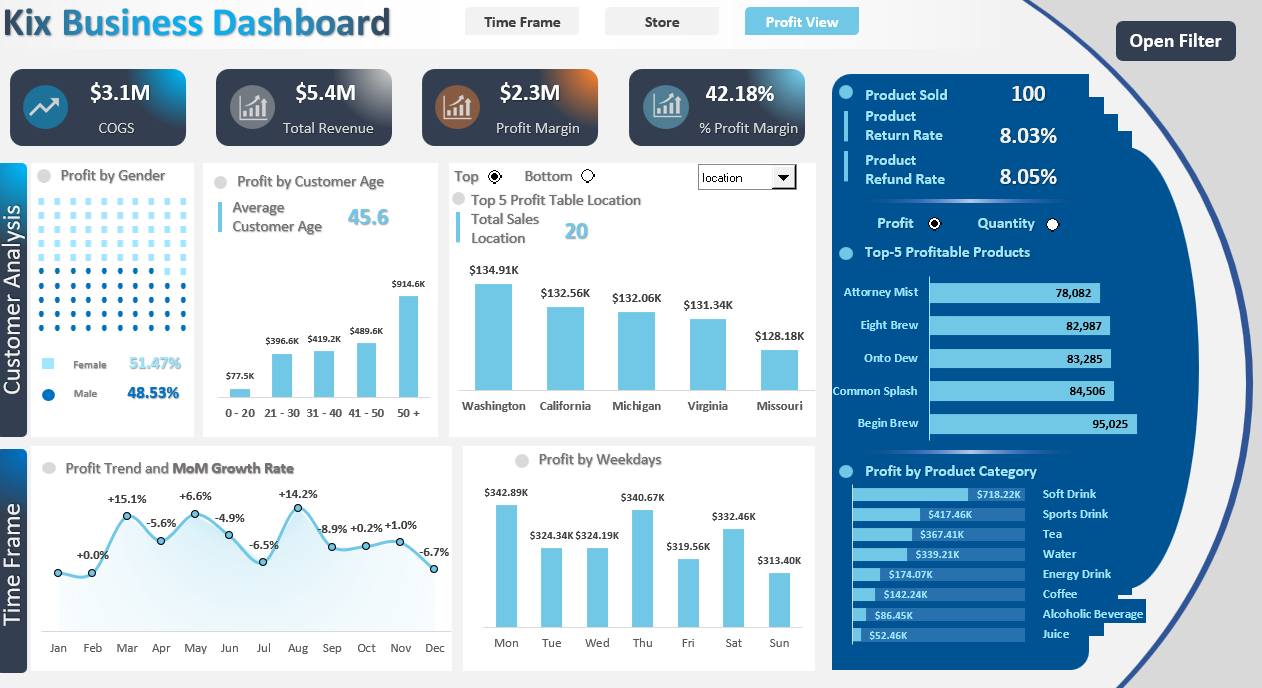 Kix Business Dashboard
Time Frame
Store
Profit View
Open Filter
$3.1M
COGS
$5.4M
Total Revenue
$2.3M
Profit Margin
42.18%
% Profit Margin
Product Sold 100
Product
Return Rate 8.03%
Product
Refund Rate 8.05%
Customer Analysis
Profit by Gender
Female 51.47%
Male 48.53%
Profit by Customer Age
Average
Customer Age 45.6
$77.5K
$396.6K
$419.2K
$489.6K
$914.6K
0 - 20 21 - 30 31 - 40 41 - 50 50 +
Top Bottom
location
Top 5 Profit Table Location
Total Sales
Location 20
$134.91K
$132.56K
$132.06K
$131.34K
$128.18K
Washington California Michigan Virginia Missouri
Profit Quantity
Top-5 Profitable Products
Attorney Mist 78,082
Eight Brew 82,987
Onto Dew 83,285
Common Splash 84,506
Begin Brew 95,025
Time Frame
Profit Trend and MoM Growth Rate
+0.0%
+15.1%
-5.6%
+6.6%
-4.9%
-6.5%
+14.2%
-8.9%
+0.2%
+1.0%
-6.7%
Jan Feb Mar Apr May Jun Jul Aug Sep Oct Nov Dec
Profit by Weekdays
$342.89K
$324.34K
$324.19K
$340.67K
$319.56K
$332.46K
$313.40K
Mon Tue Wed Thu Fri Sat Sun
Profit by Product Category
$718.22K Soft Drink
$417.46K Sports Drink
$367.41K Tea
$339.21K Water
$174.07K Energy Drink
$142.24K Coffee
$86.45K Alcoholic Beverage
$52.46K Juice